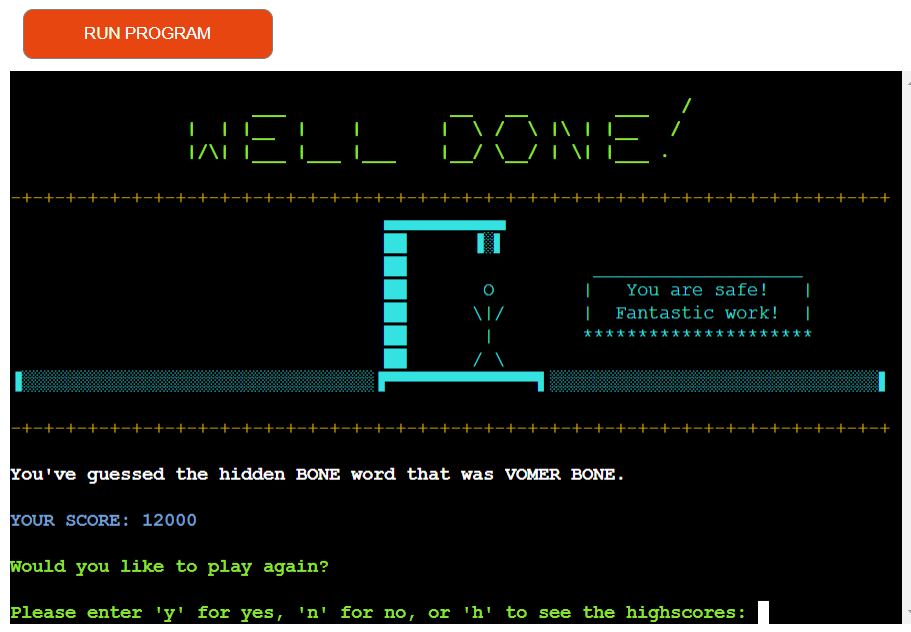 RUN PROGRAM
WELL DONE!
You are safe!
Fantastic work!
You've guessed the hidden BONE word that was VOMER BONE.
YOUR SCORE: 12000
Would you like to play again?
Please enter 'y' for yes, 'n' for no, or 'h' to see the highscores: